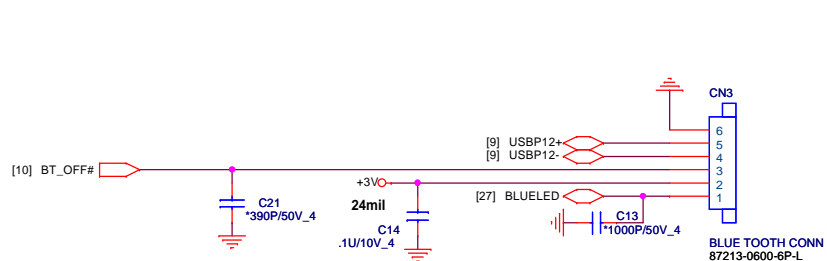 CN3
6
[9] USBP12+ 5
[9] USBP12- 4
[10] BT_OFF# 3
+3V 2
24mil
[27] BLUELED 1
C21
*390P/50V_4
C14
.1U/10V_4
C13
*1000P/50V_4
BLUE TOOTH CONN
87213-0600-6P-L